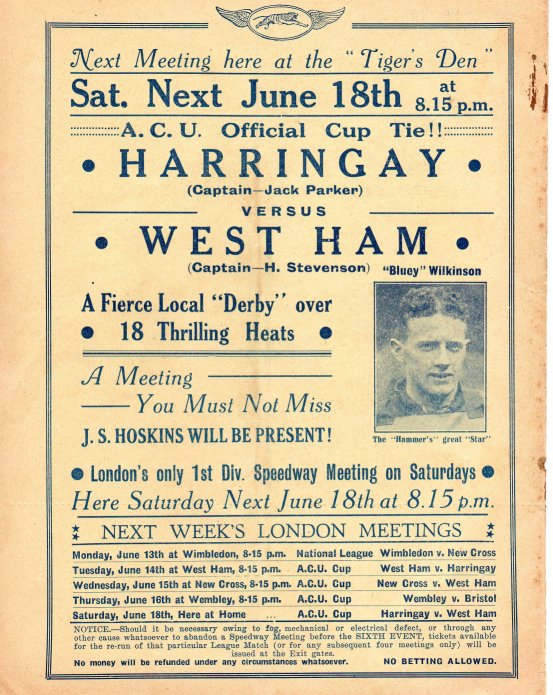 Next Meeting here at the "Tiger's Den"
Sat. Next June 18th at 8.15 p.m.
A.C.U. Official Cup Tie!!
HARRINGAY
(Captain—Jack Parker)
VERSUS
WEST HAM
(Captain—H. Stevenson)
"Bluey" Wilkinson
A Fierce Local "Derby" over
18 Thrilling Heats
A Meeting
You Must Not Miss
J. S. HOSKINS WILL BE PRESENT!
The "Hammer's" great "Star"
London's only 1st Div. Speedway Meeting on Saturdays
Here Saturday Next June 18th at 8.15 p.m.
NEXT WEEK'S LONDON MEETINGS
Monday, June 13th at Wimbledon, 8-15 p.m. National League Wimbledon v. New Cross
Tuesday, June 14th at West Ham, 8-15 p.m. A.C.U. Cup West Ham v. Harringay
Wednesday, June 15th at New Cross, 8-15 p.m. A.C.U. Cup New Cross v. West Ham
Thursday, June 16th at Wembley, 8-15 p.m. A.C.U. Cup Wembley v. Bristol
Saturday, June 18th, Here at Home ... A.C.U. Cup Harringay v. West Ham
NOTICE.—Should it be necessary owing to fog, mechanical or electrical defect, or through any
other cause whatsoever to abandon a Speedway Meeting before the SIXTH EVENT, tickets available
for the re-run of that particular League Match (or for any subsequent four meetings only) will be
issued at the Exit gates.
No money will be refunded under any circumstances whatsoever. NO BETTING ALLOWED.